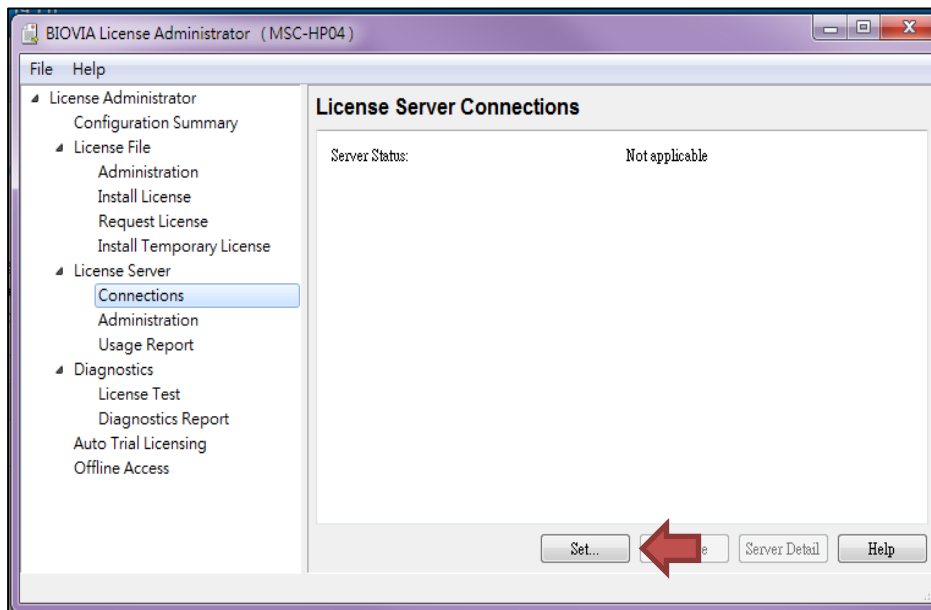 BIOVIA License Administrator (MSC-HP04)
File Help
License Administrator
Configuration Summary
License File
Administration
Install License
Request License
Install Temporary License
License Server
Connections
Administration
Usage Report
Diagnostics
License Test
Diagnostics Report
Auto Trial Licensing
Offline Access
License Server Connections
Server Status: Not applicable
Set... Server Detail Help